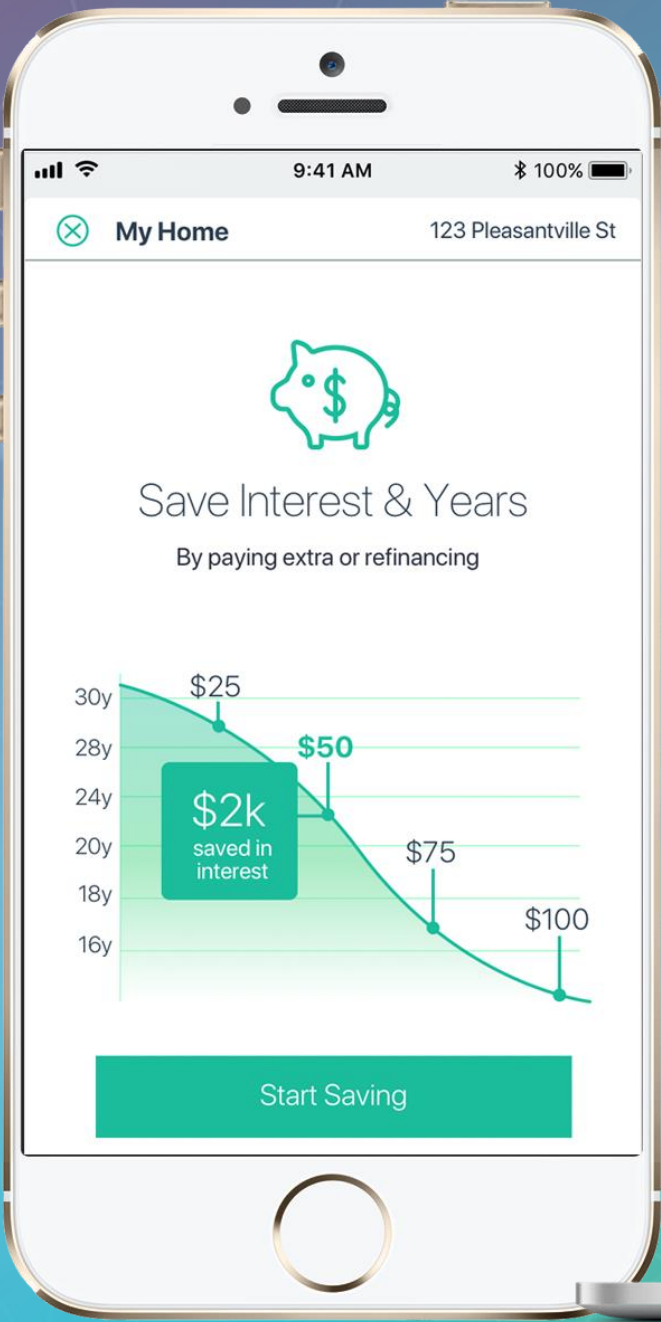 9:41 AM
100%
My Home
123 Pleasantville St
$
Save Interest & Years
By paying extra or refinancing
30y
$25
28y
$50
24y
$2k
20y
saved in
$75
interest
18y
$100
16y
Start Saving